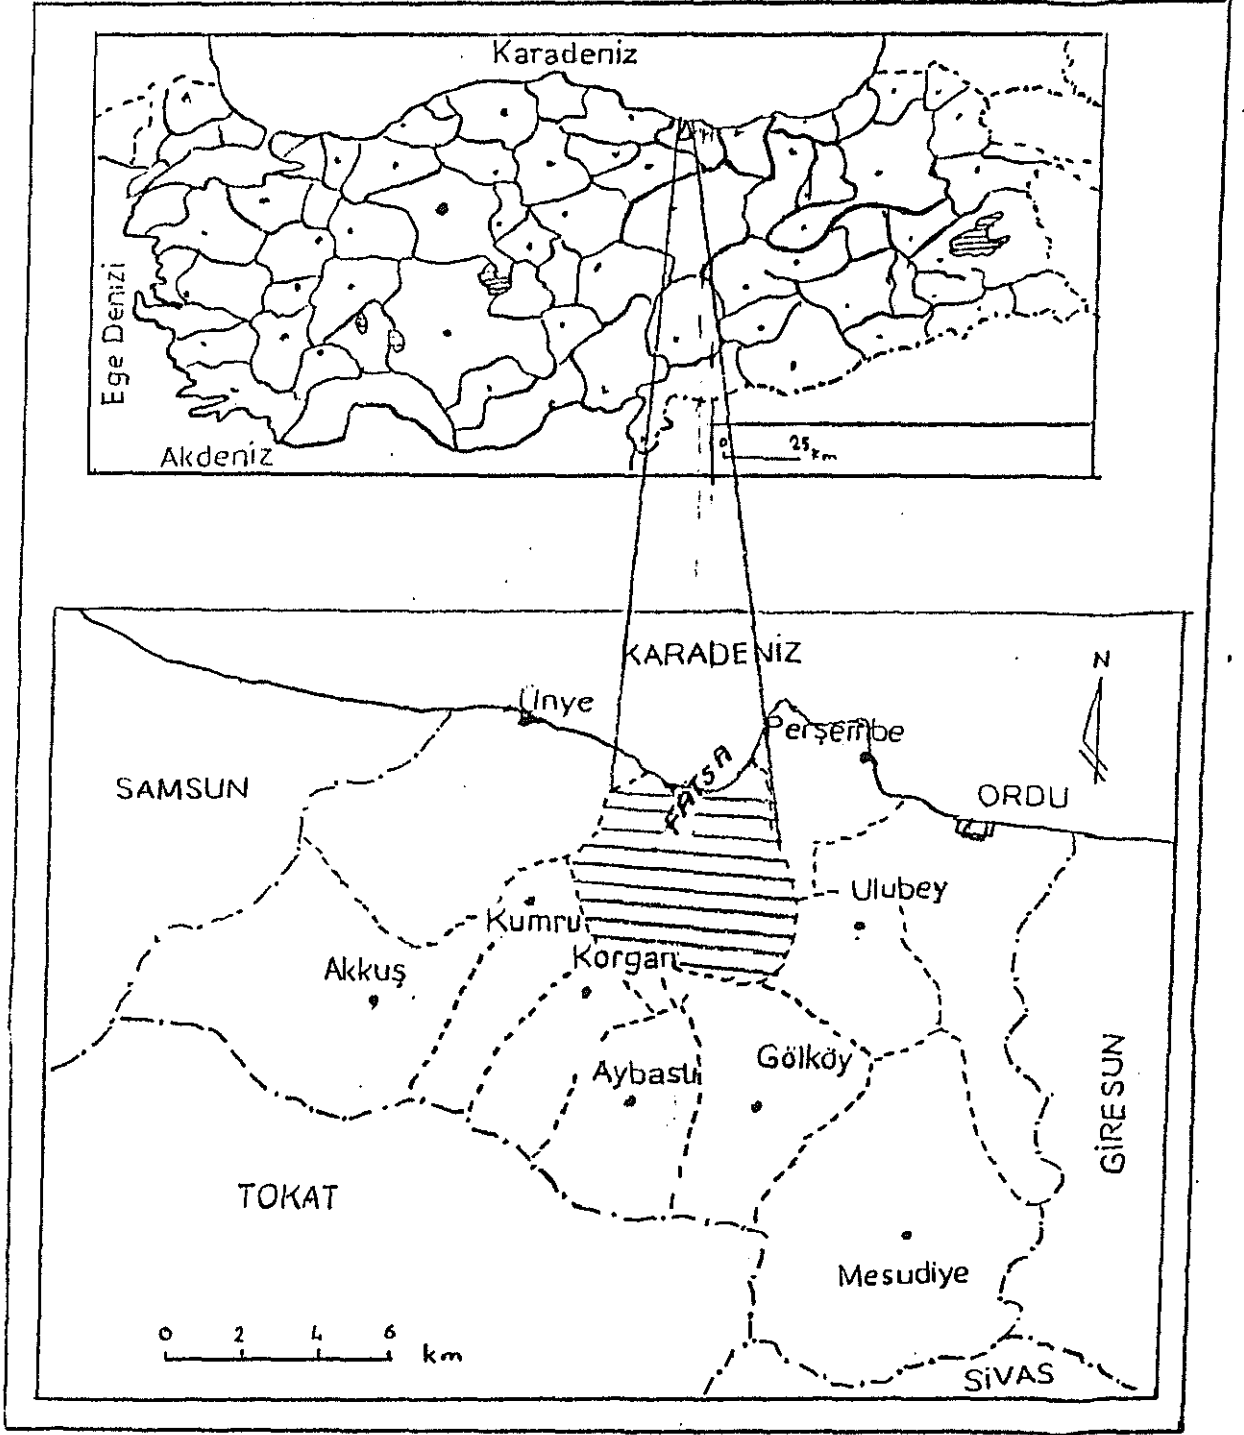 Karadeniz
Ege Denizi
Akdeniz
0 25 km
KARADENİZ
N
Ünye
Perşembe
FATSA
SAMSUN
ORDU
Ulubey
Kumru
Korgan
Akkuş
Gölköy
Aybastı
GİRESUN
TOKAT
Mesudiye
0 2 4 6
km
SİVAS